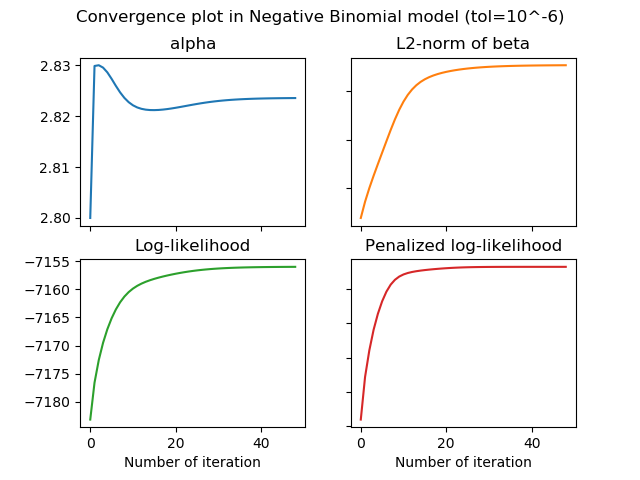 Convergence plot in Negative Binomial model (tol=10^-6)
alpha
L2-norm of beta
2.83
2.82
2.81
2.80
Log-likelihood
Penalized log-likelihood
−7155
−7160
−7165
−7170
−7175
−7180
0 20 40
0 20 40
Number of iteration
Number of iteration